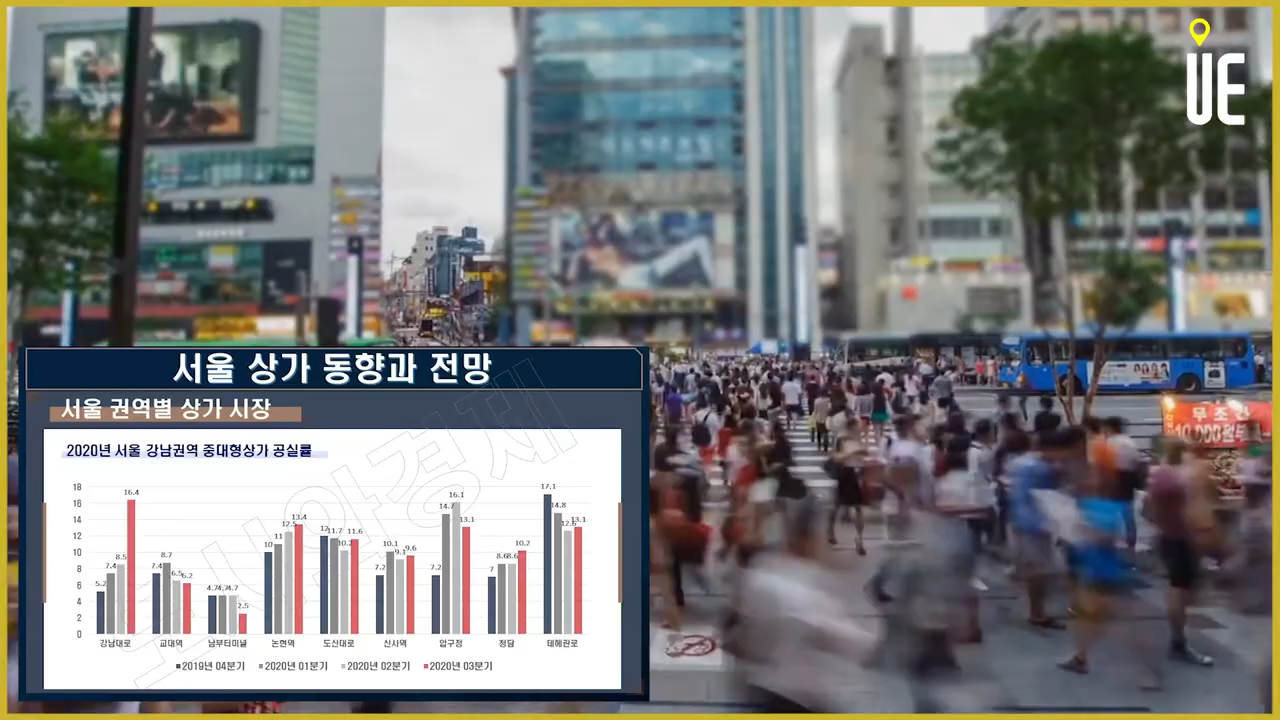 UE
서울 상가 동향과 전망
서울 권역별 상가 시장
2020년 서울 강남권역 중대형상가 공실률
18
16
14
12
10
8
6
4
2
0
5.2 7.4 8.5 16.4
7.4 8.7 6.5 6.2
4.7 4.7 4.7 2.5
10 11 12.5 13.4
12 11.7 10.2 11.6
7.2 10.1 9.1 9.6
7.2 14.7 16.1 13.1
7 8.6 8.6 10.2
17.1 14.8 12.6 13.1
강남대로 교대역 남부터미널 논현역 도산대로 신사역 압구정 청담 테헤란로
2019년 04분기 2020년 01분기 2020년 02분기 2020년 03분기
도시와경제
무조건
10,000원